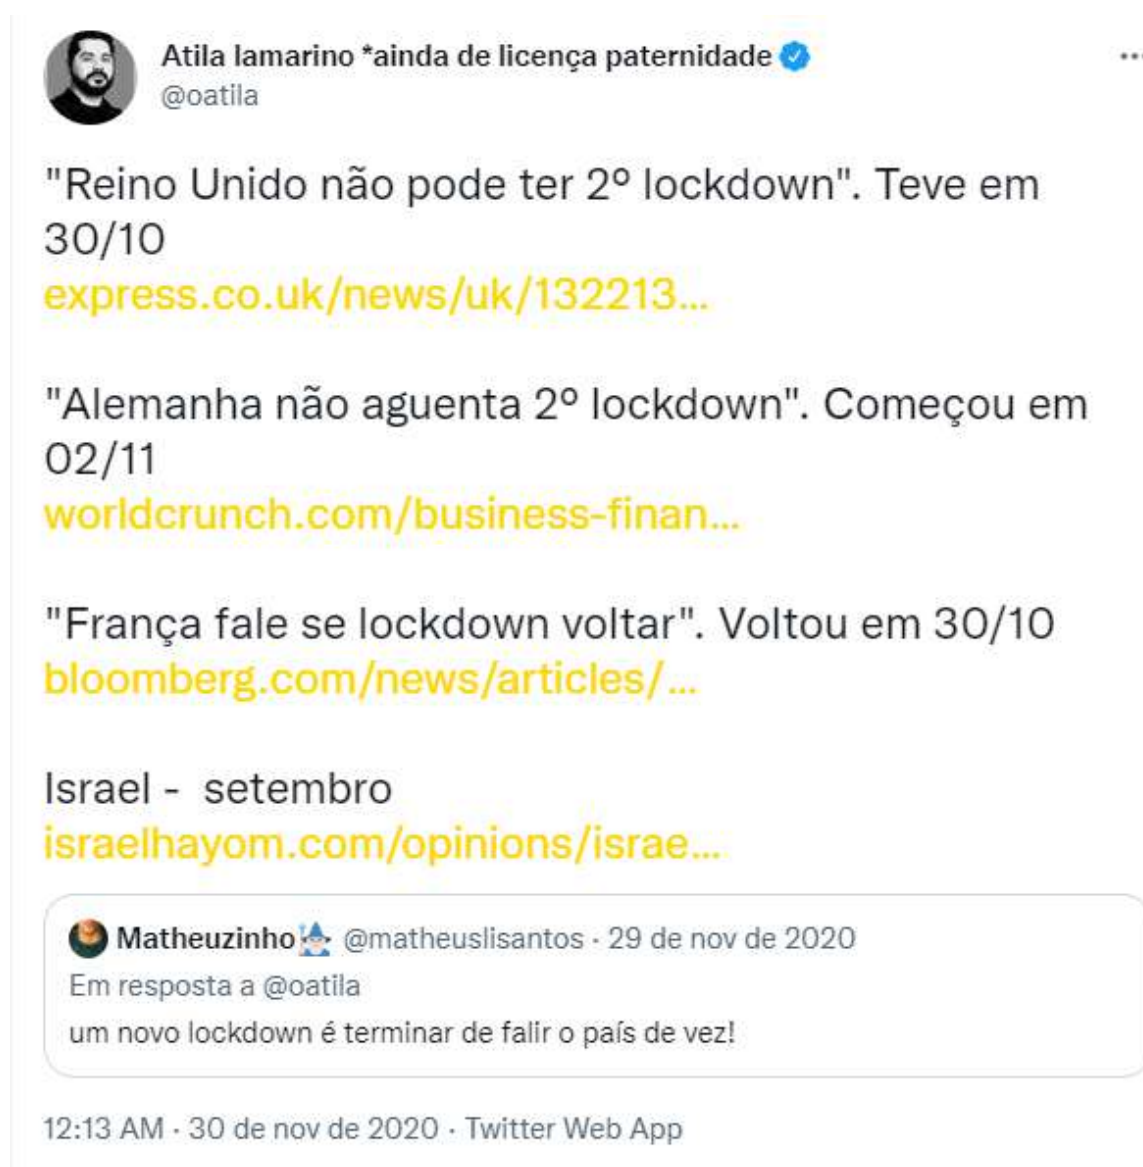 Atila Iamarino *ainda de licença paternidade
@oatila
"Reino Unido não pode ter 2º lockdown". Teve em
30/10
express.co.uk/news/uk/132213...
"Alemanha não aguenta 2º lockdown". Começou em
02/11
worldcrunch.com/business-finan...
"França fale se lockdown voltar". Voltou em 30/10
bloomberg.com/news/articles/...
Israel -  setembro
israelhayom.com/opinions/israe...
Matheuzinho @matheuslisantos · 29 de nov de 2020
Em resposta a @oatila
um novo lockdown é terminar de falir o país de vez!
12:13 AM · 30 de nov de 2020 · Twitter Web App